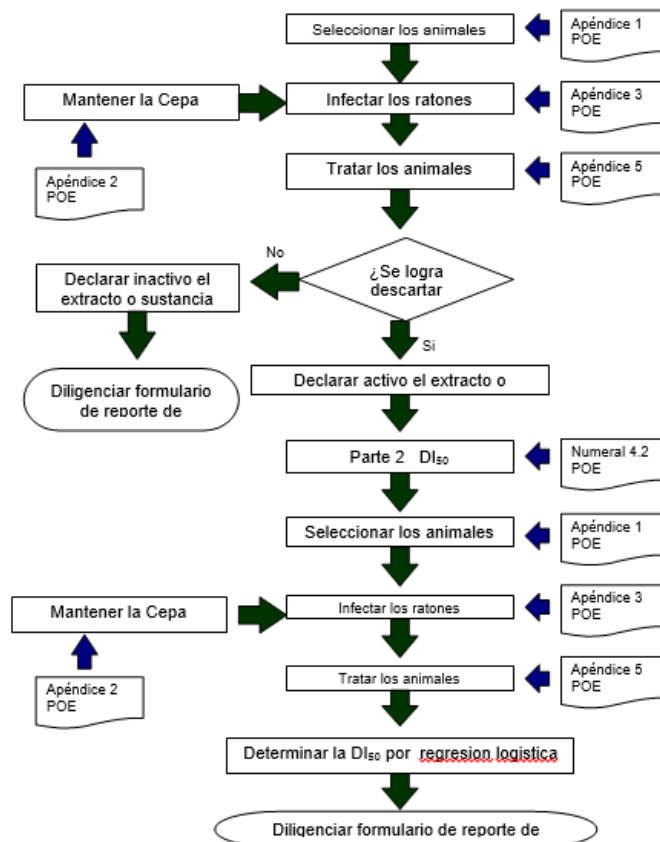 Seleccionar los animales
Apéndice 1
POE
Mantener la Cepa
Infectar los ratones
Apéndice 3
POE
Apéndice 2
POE
Tratar los animales
Apéndice 5
POE
No
¿Se logra
descartar
Declarar inactivo el
extracto o sustancia
Si
Diligenciar formulario
de reporte de
Declarar activo el extracto o
Parte 2 DI₅₀
Numeral 4.2
POE
Seleccionar los animales
Apéndice 1
POE
Mantener la Cepa
Infectar los ratones
Apéndice 3
POE
Apéndice 2
POE
Tratar los animales
Apéndice 5
POE
Determinar la DI₅₀ por regresion logistica
Diligenciar formulario de reporte de